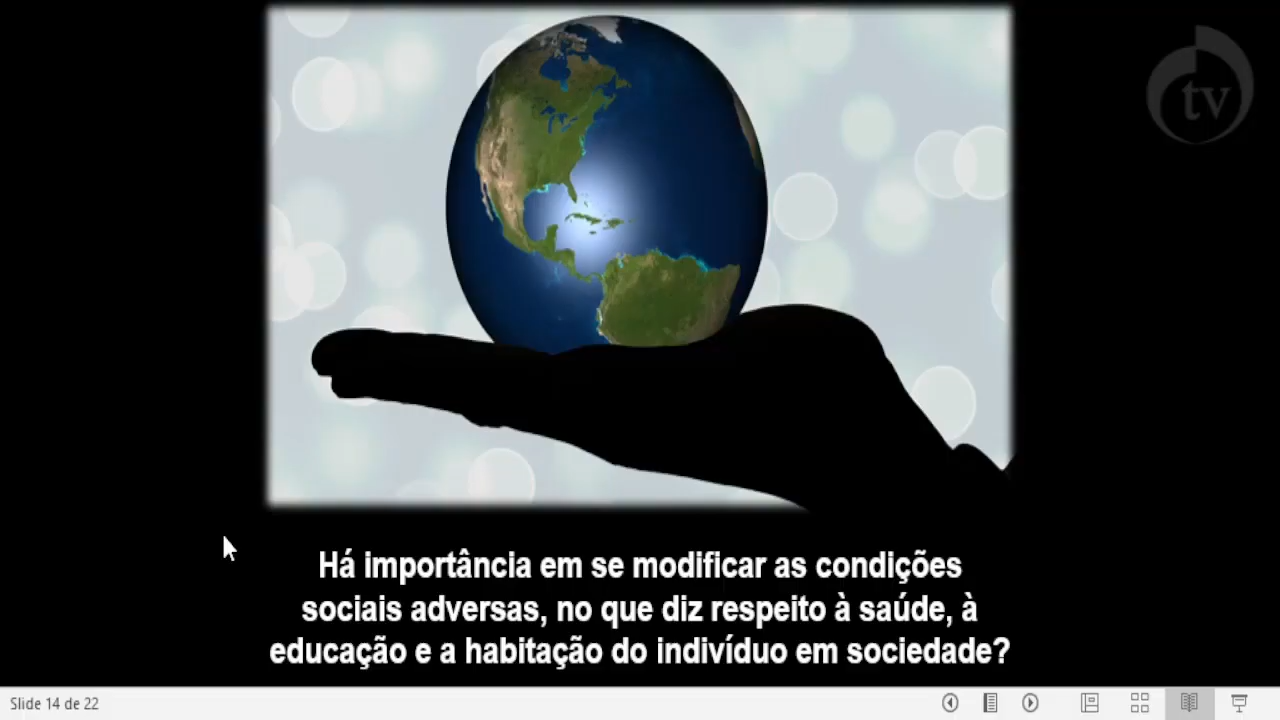 tv
Há importância em se modificar as condições
sociais adversas, no que diz respeito à saúde, à
educação e a habitação do indivíduo em sociedade?
Slide 14 de 22